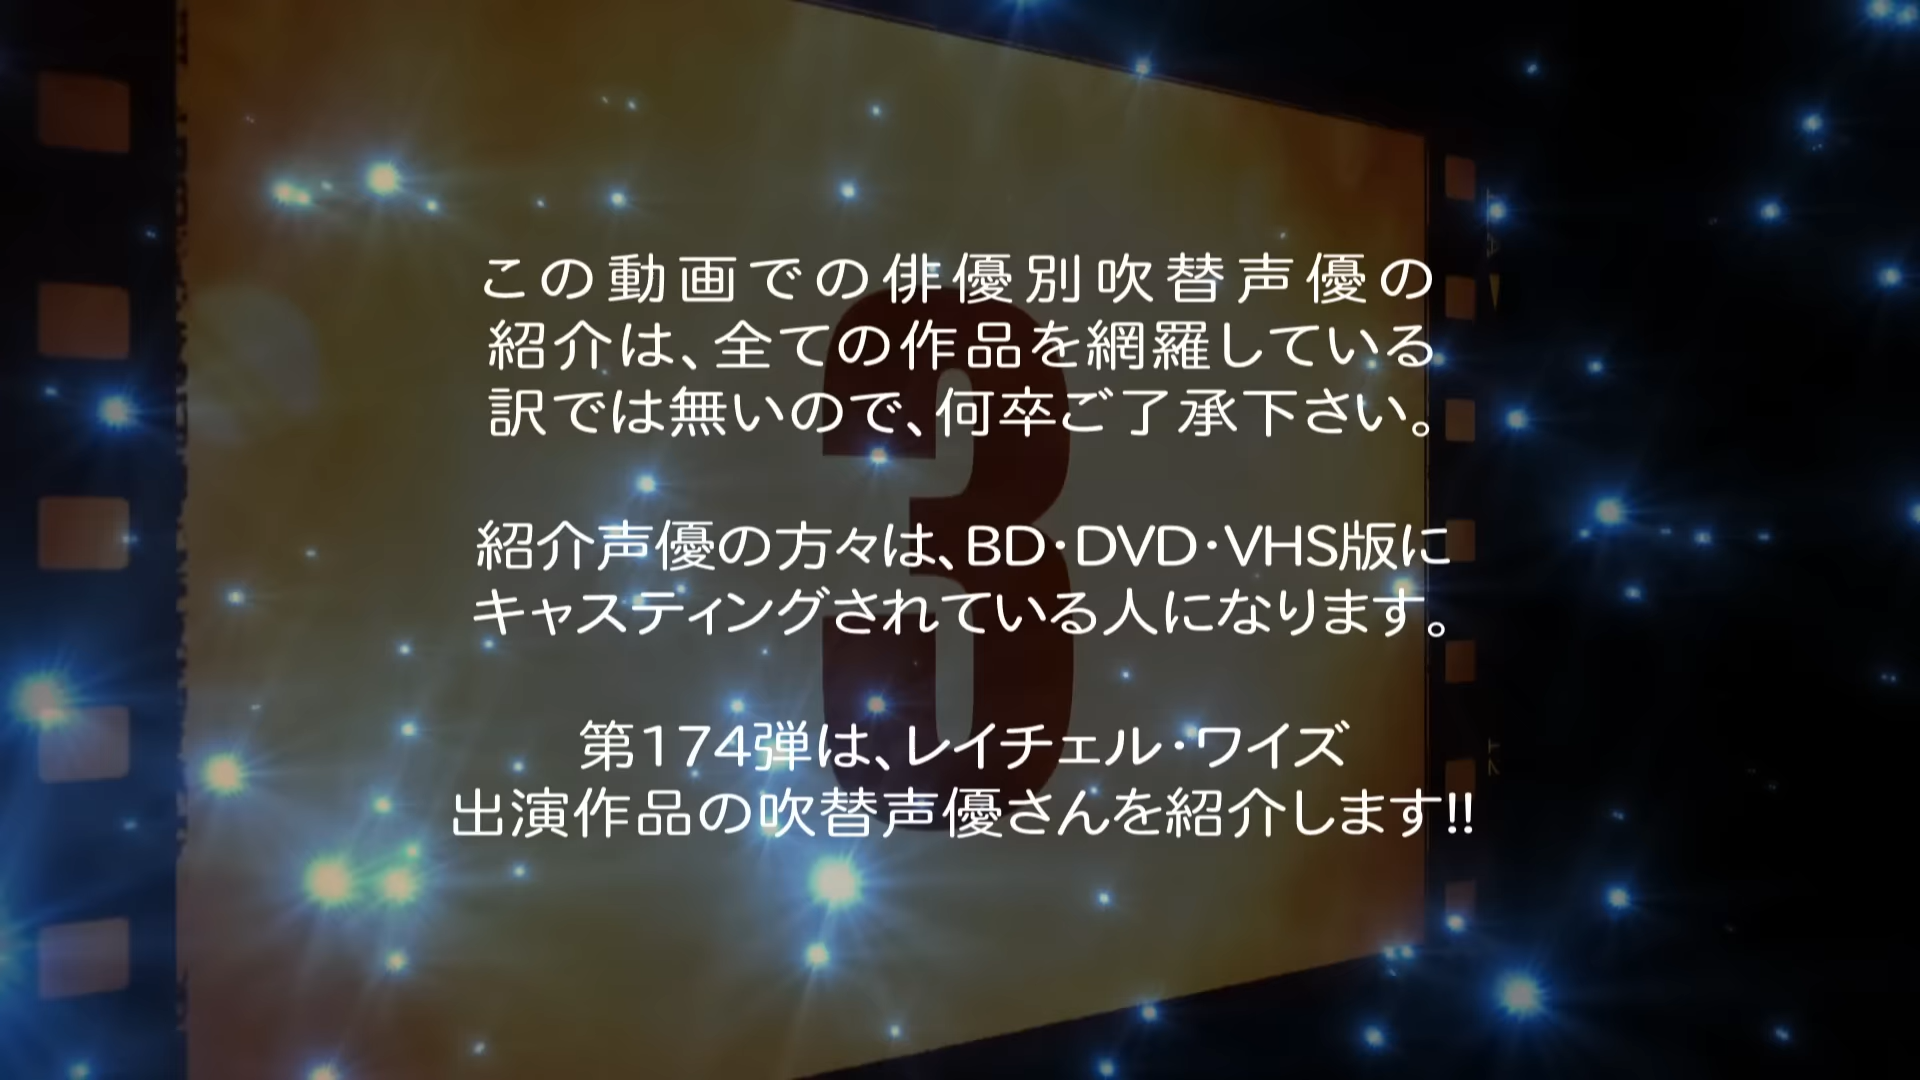 この動画での俳優別吹替声優の
紹介は、全ての作品を網羅している
訳では無いので、何卒ご了承下さい。
紹介声優の方々は、BD・DVD・VHS版に
キャスティングされている人になります。
第174弾は、レイチェル・ワイズ
出演作品の吹替声優さんを紹介します!!
3